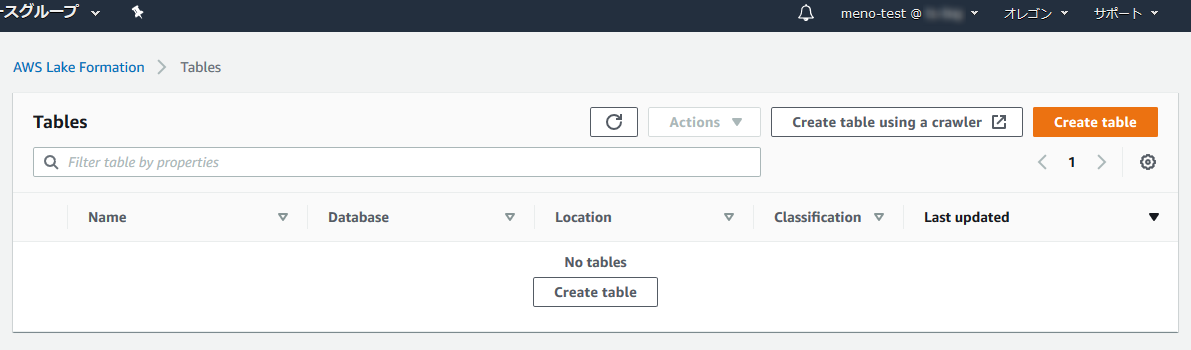 ースグループ meno-test @ オレゴン サポート
AWS Lake Formation Tables
Tables Actions Create table using a crawler Create table
Filter table by properties 1
Name Database Location Classification Last updated
No tables
Create table